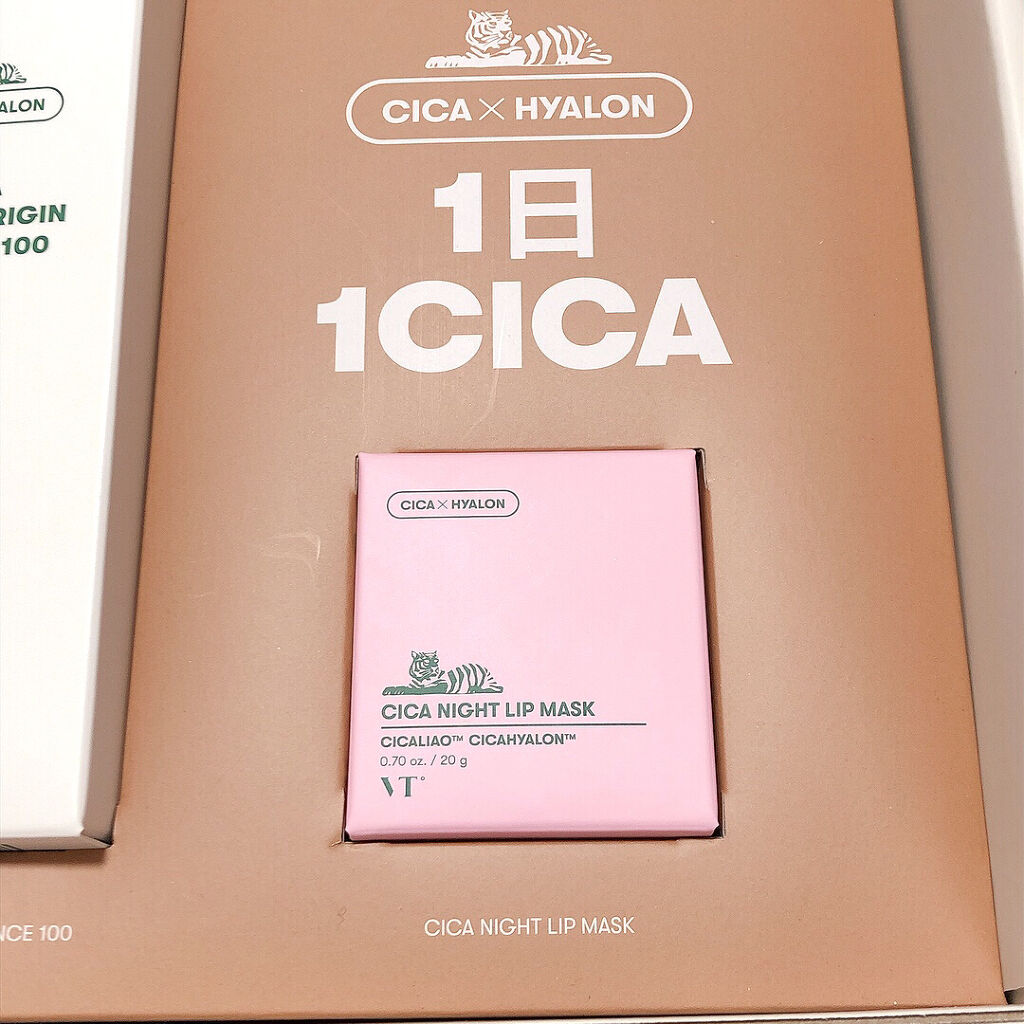 CICA × HYALON
1日
1CICA
CICA × HYALON
CICA NIGHT LIP MASK
CICALIAO™ CICAHYALON™
0.70 oz. / 20 g
VT°
CICA NIGHT LIP MASK
ALON
RIGIN
100
NCE 100